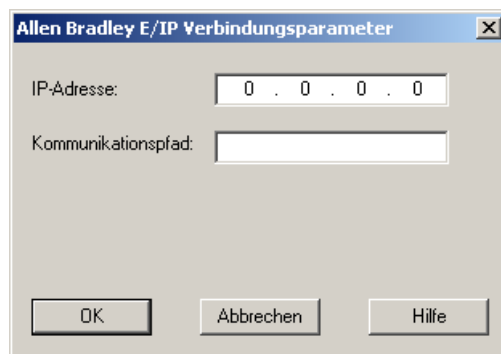 Allen Bradley E/IP Verbindungsparameter
IP-Adresse: 0 . 0 . 0 . 0
Kommunikationspfad:
OK Abbrechen Hilfe